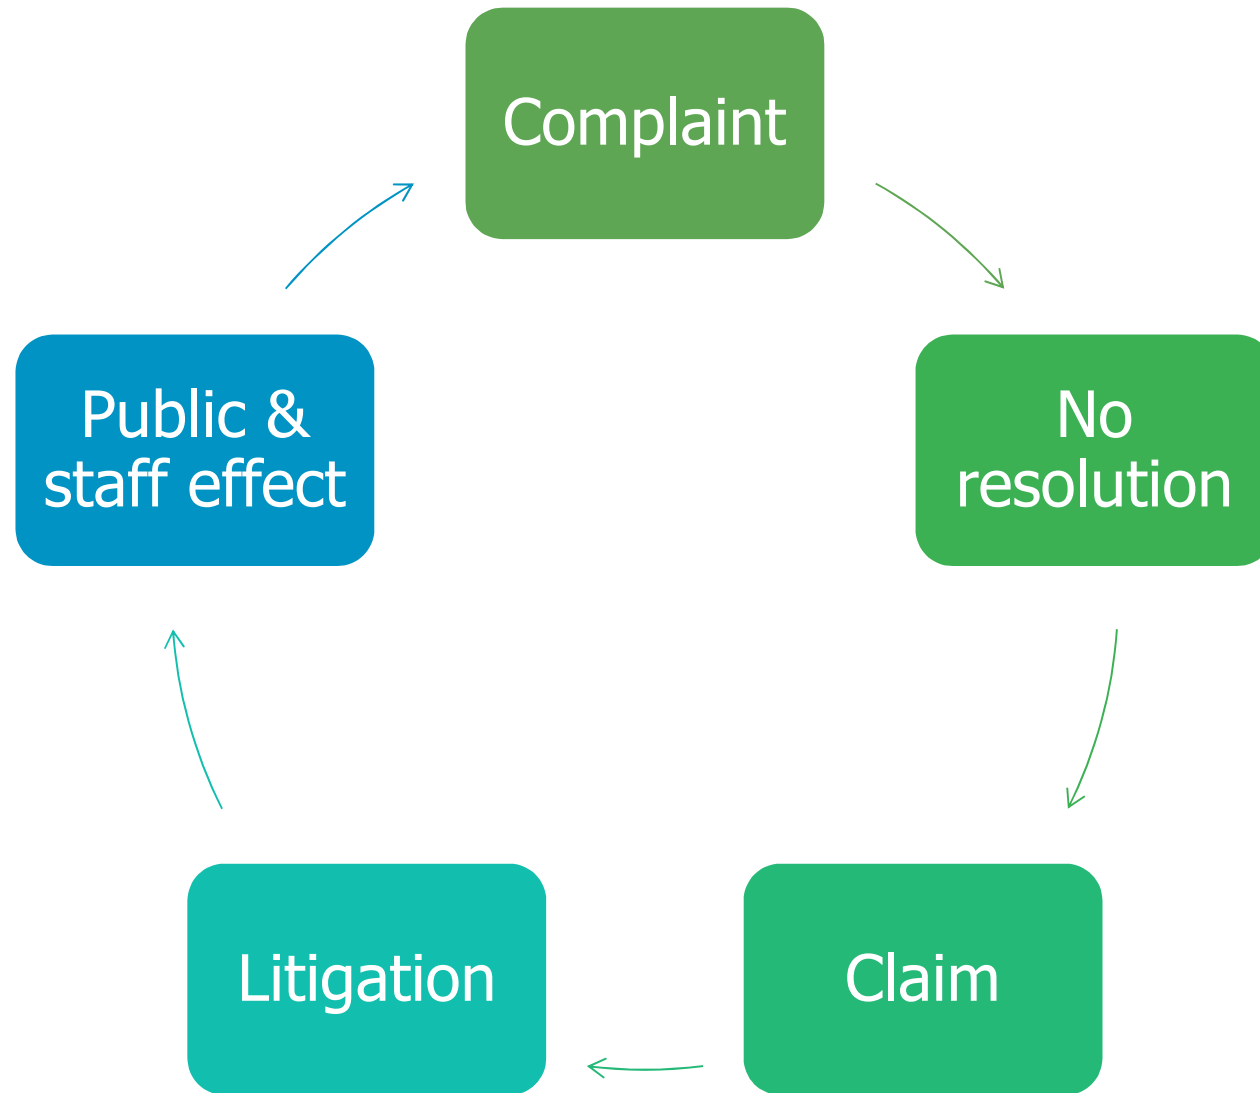 Complaint
No
resolution
Claim
Litigation
Public &
staff effect